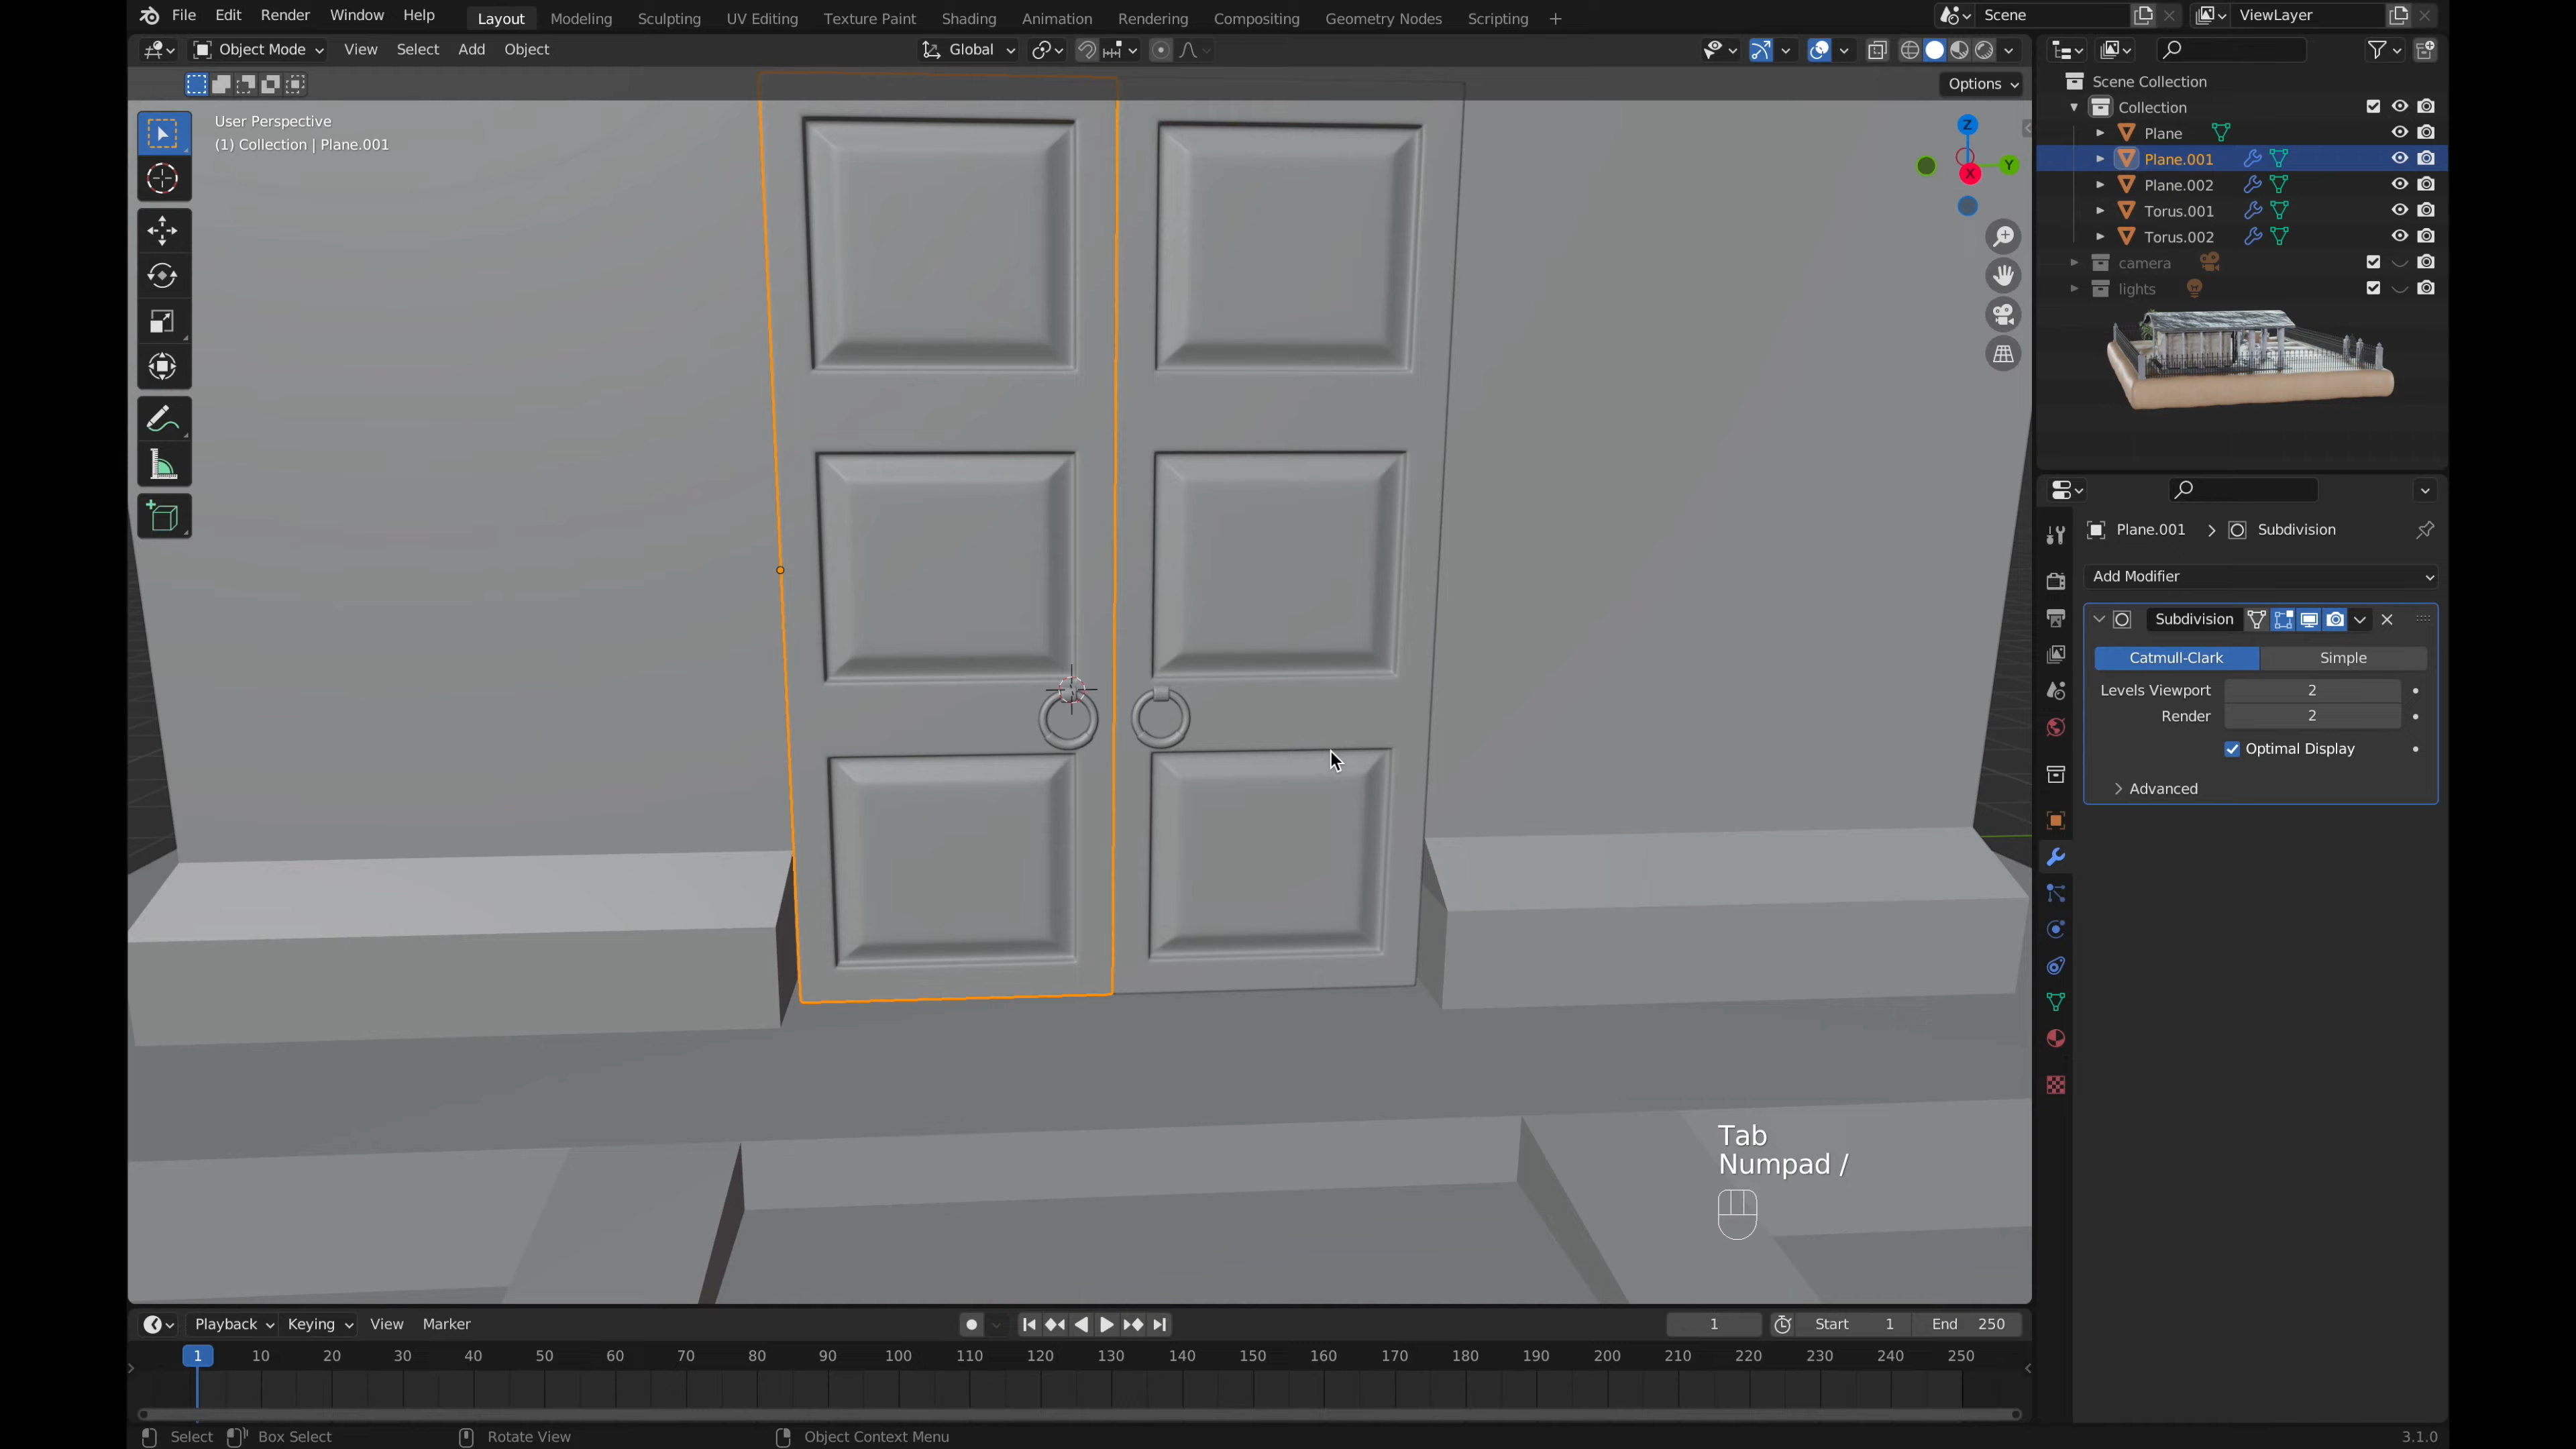 File Edit Render Window Help
Layout Modeling Sculpting UV Editing Texture Paint Shading Animation Rendering Compositing Geometry Nodes Scripting +
Scene
ViewLayer
Object Mode View Select Add Object
Global
Options
User Perspective
(1) Collection | Plane.001
Z
Y
X
Scene Collection
Collection
Plane
Plane.001
Plane.002
Torus.001
Torus.002
camera
lights
Plane.001 > Subdivision
Add Modifier
Subdivision
Catmull-Clark Simple
Levels Viewport 2
Render 2
Optimal Display
Advanced
Tab
Numpad /
Playback Keying View Marker
1 Start 1 End 250
1 10 20 30 40 50 60 70 80 90 100 110 120 130 140 150 160 170 180 190 200 210 220 230 240 250
Select Box Select Rotate View Object Context Menu
3.1.0